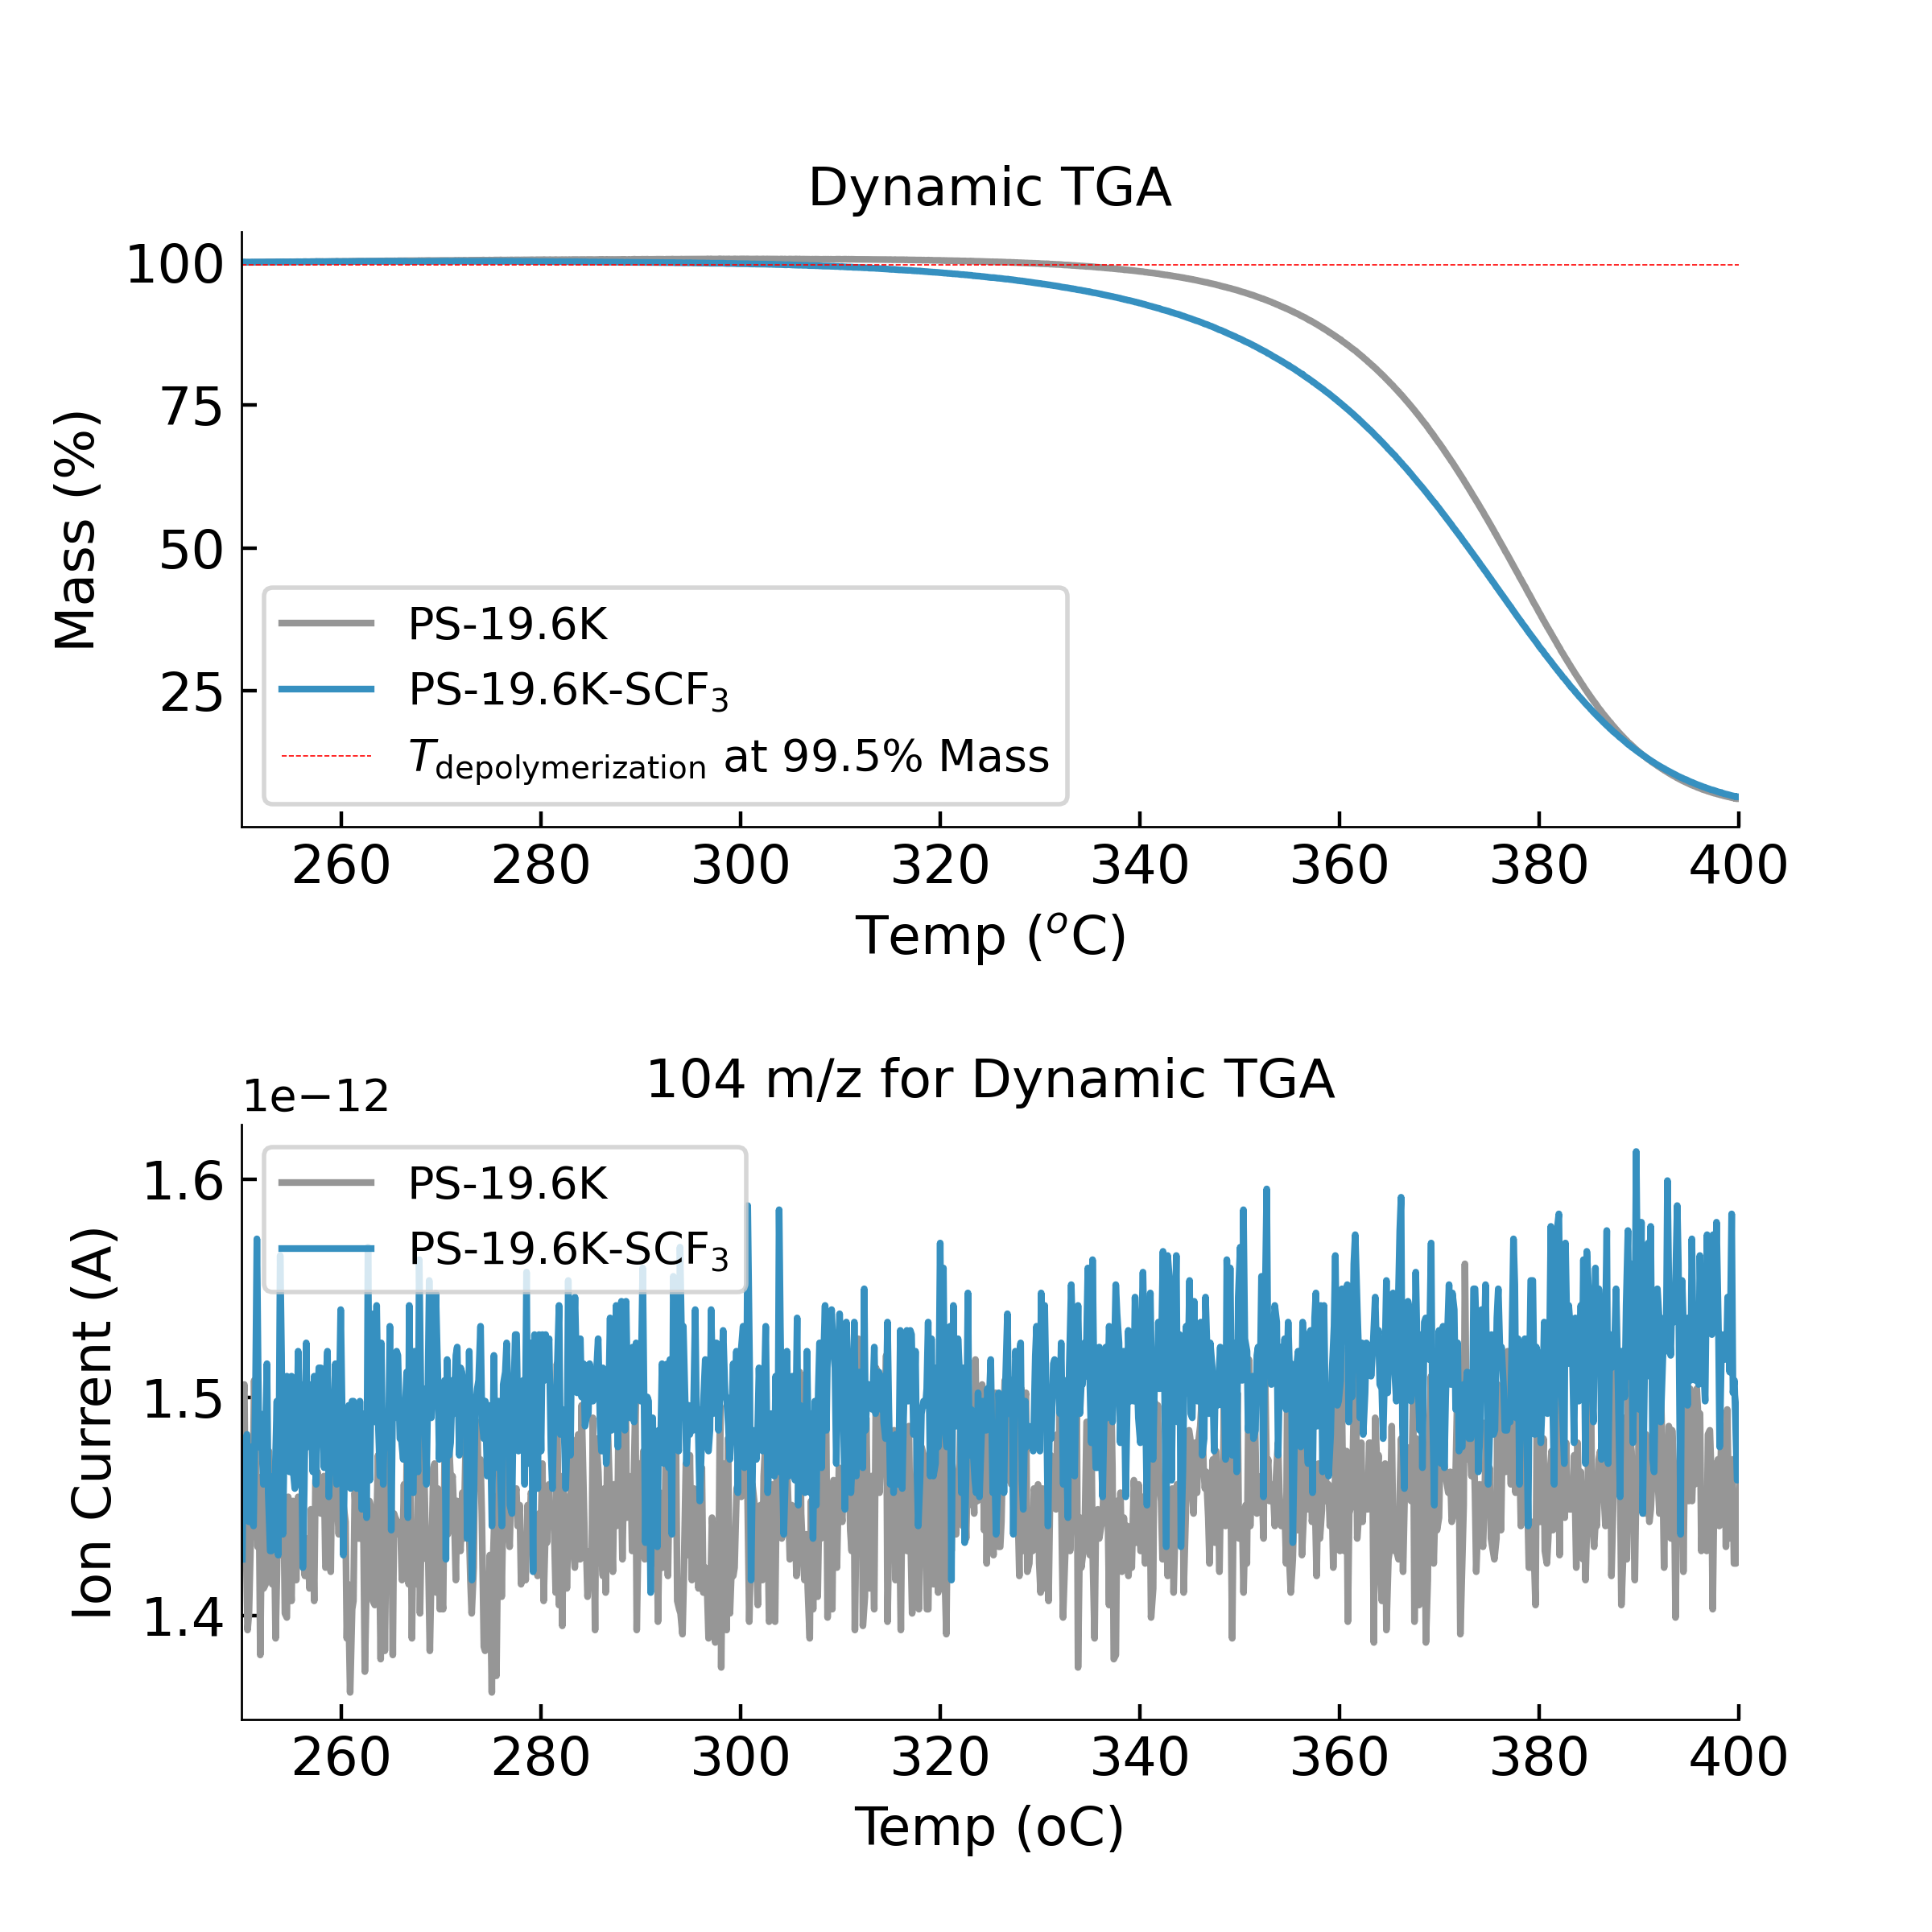 Dynamic TGA
100
75
50
25
Mass (%)
PS-19.6K
PS-19.6K-SCF₃
T_depolymerization at 99.5% Mass
260 280 300 320 340 360 380 400
Temp (ᵒC)
104 m/z for Dynamic TGA
1e−12
1.6
1.5
1.4
Ion Current (A)
PS-19.6K
PS-19.6K-SCF₃
260 280 300 320 340 360 380 400
Temp (oC)